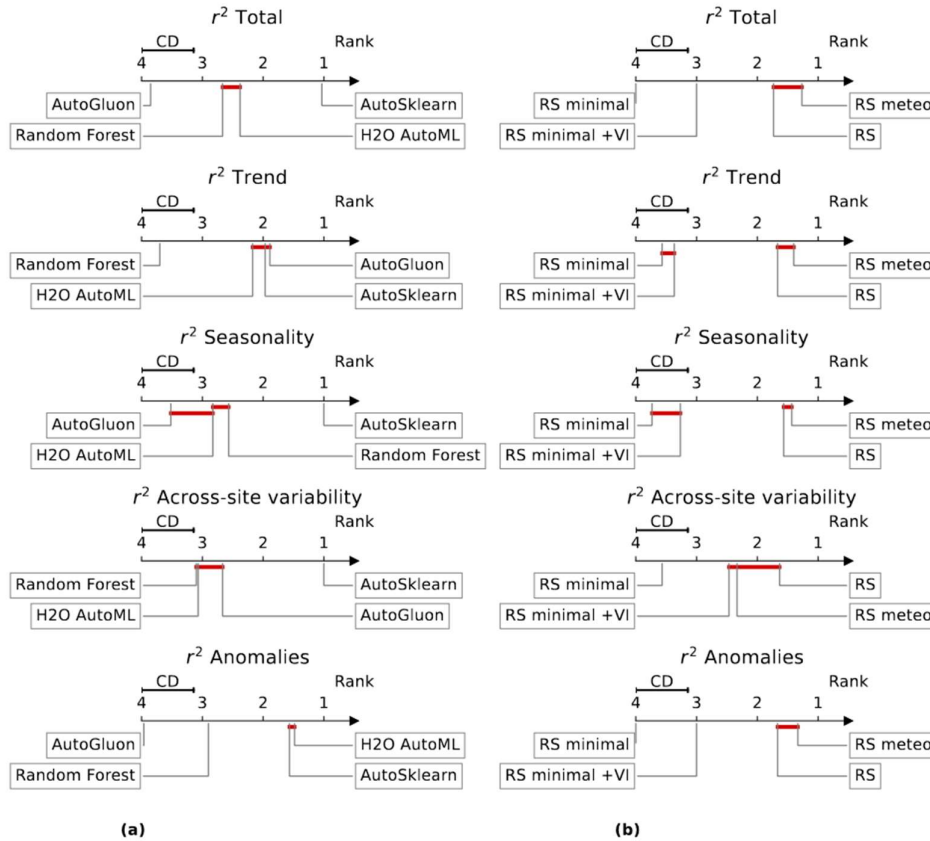 r² Total
CD
Rank
4 3 2 1
AutoGluon
AutoSklearn
Random Forest
H2O AutoML
r² Trend
CD
Rank
4 3 2 1
Random Forest
AutoGluon
H2O AutoML
AutoSklearn
r² Seasonality
CD
Rank
4 3 2 1
AutoGluon
AutoSklearn
H2O AutoML
Random Forest
r² Across-site variability
CD
Rank
4 3 2 1
Random Forest
AutoSklearn
H2O AutoML
AutoGluon
r² Anomalies
CD
Rank
4 3 2 1
AutoGluon
H2O AutoML
Random Forest
AutoSklearn
(a)
r² Total
CD
Rank
4 3 2 1
RS minimal
RS meteo
RS minimal +VI
RS
r² Trend
CD
Rank
4 3 2 1
RS minimal
RS meteo
RS minimal +VI
RS
r² Seasonality
CD
Rank
4 3 2 1
RS minimal
RS meteo
RS minimal +VI
RS
r² Across-site variability
CD
Rank
4 3 2 1
RS minimal
RS
RS minimal +VI
RS meteo
r² Anomalies
CD
Rank
4 3 2 1
RS minimal
RS meteo
RS minimal +VI
RS
(b)